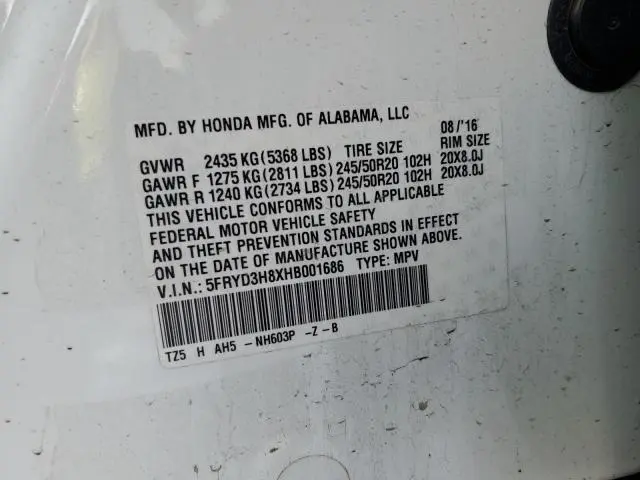 MFD. BY HONDA MFG. OF ALABAMA, LLC 08/'16
GVWR 2435 KG(5368 LBS) TIRE SIZE RIM SIZE
GAWR F 1275 KG(2811 LBS)245/50R20 102H 20X8.0J
GAWR R 1240 KG(2734 LBS)245/50R20 102H 20X8.0J
THIS VEHICLE CONFORMS TO ALL APPLICABLE
FEDERAL MOTOR VEHICLE SAFETY
AND THEFT PREVENTION STANDARDS IN EFFECT
ON THE DATE OF MANUFACTURE SHOWN ABOVE.
V.I.N.: 5FRYD3H8XHB001686 TYPE: MPV
TZ5 H AH5 -NH603P -Z-B